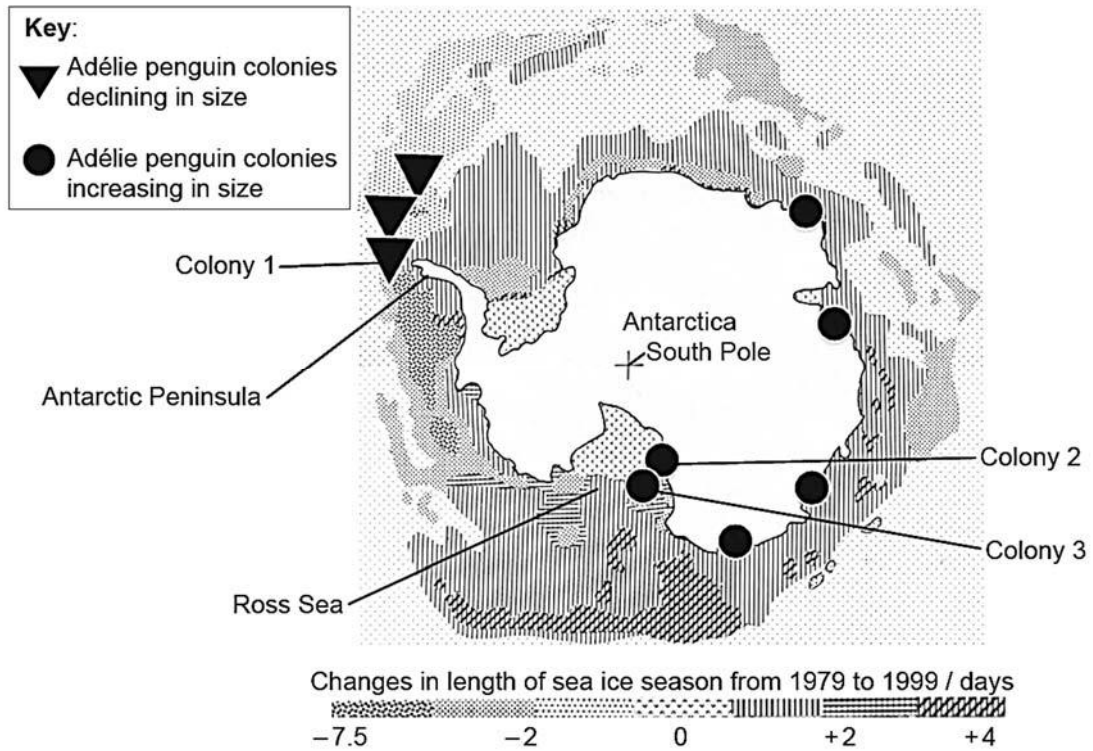 Key:
Adélie penguin colonies
declining in size
Adélie penguin colonies
increasing in size
Colony 1
Antarctica
South Pole
Antarctic Peninsula
Colony 2
Colony 3
Ross Sea
Changes in length of sea ice season from 1979 to 1999 / days
−7.5 −2 0 +2 +4